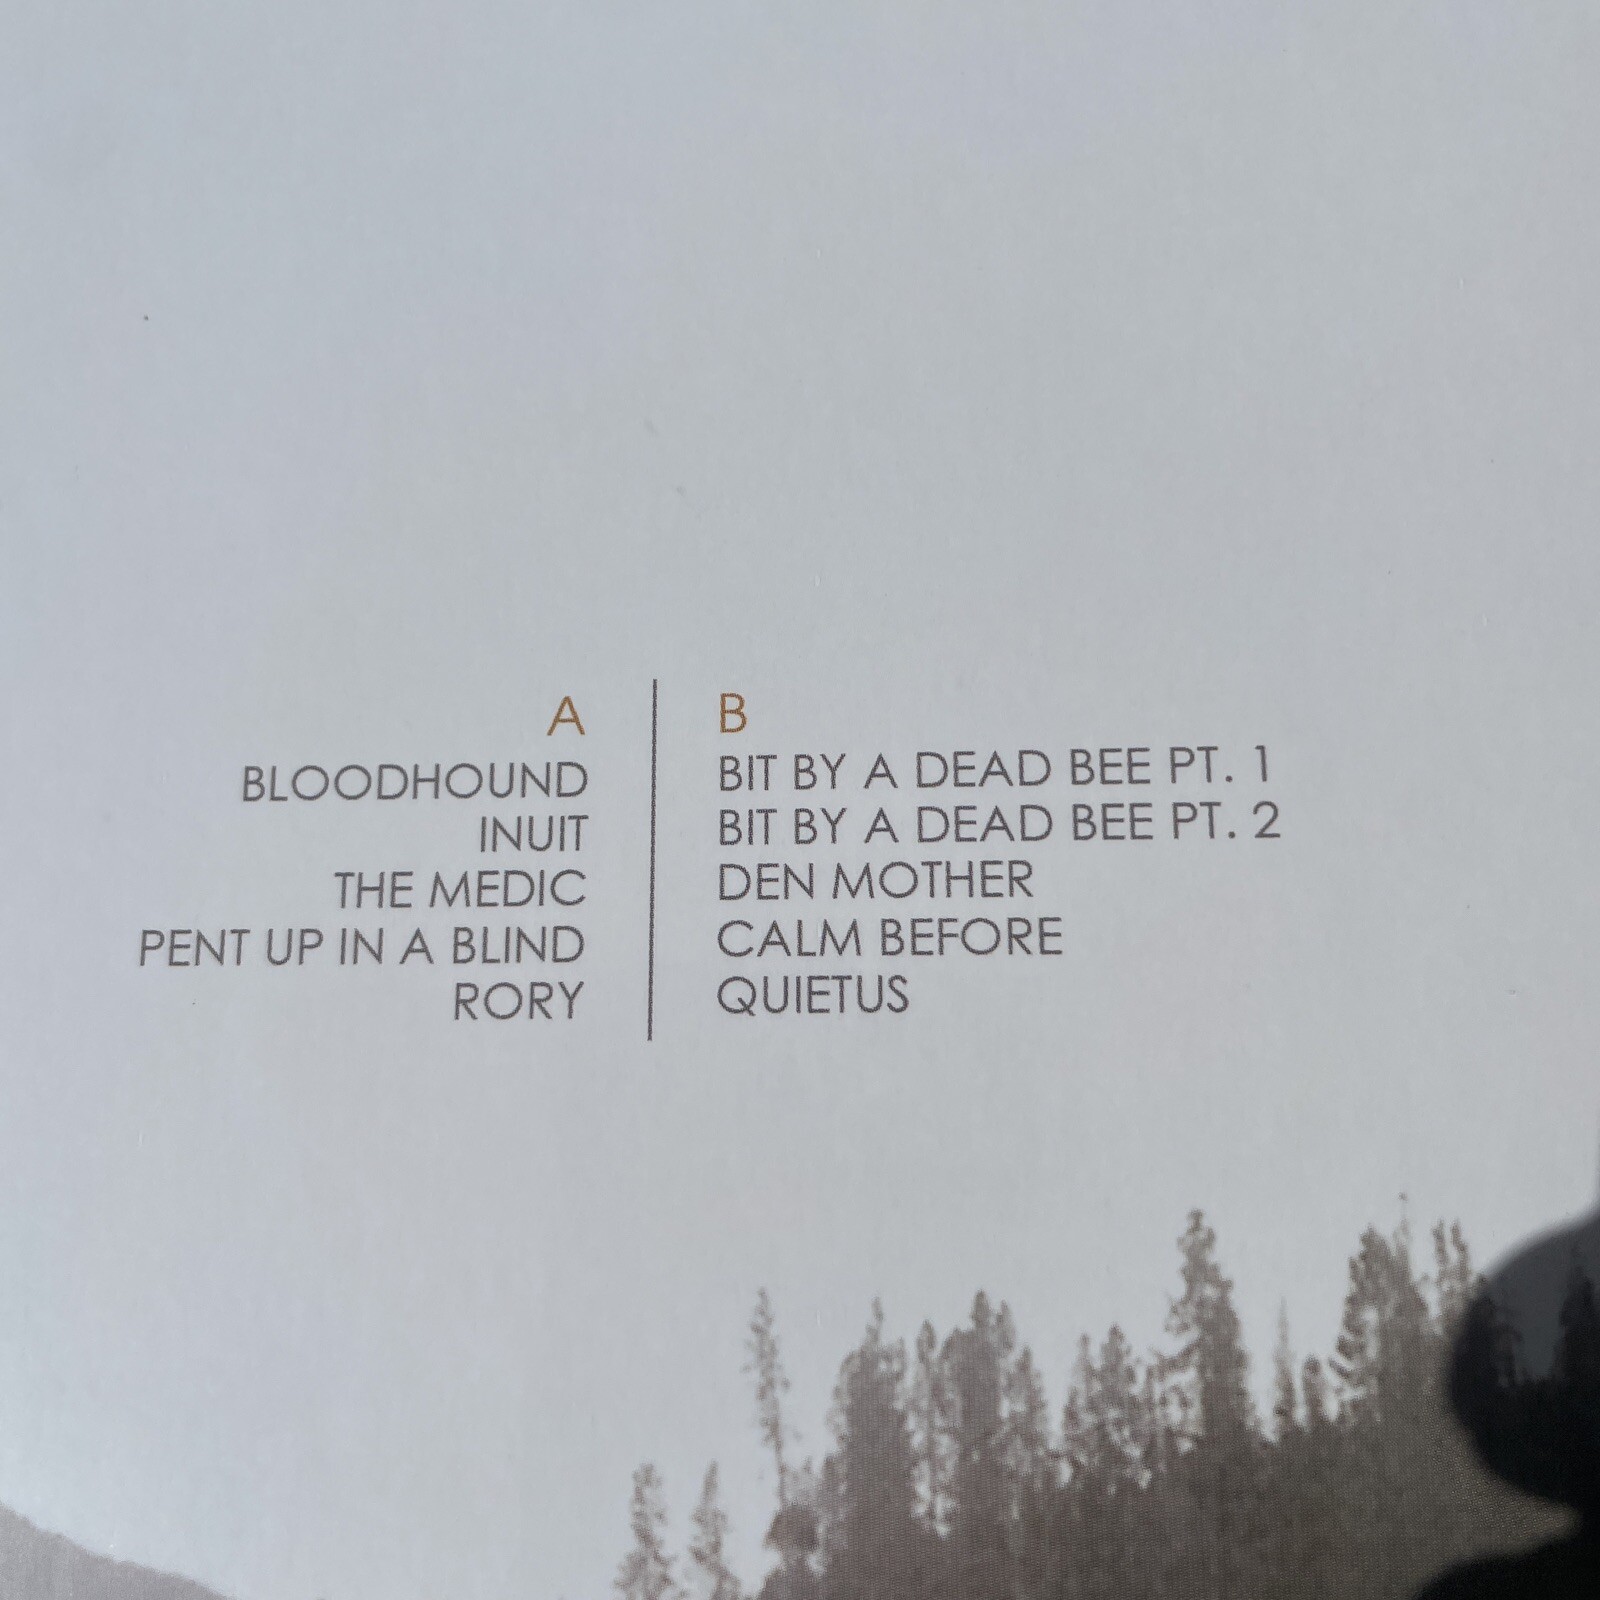 A
BLOODHOUND
INUIT
THE MEDIC
PENT UP IN A BLIND
RORY
B
BIT BY A DEAD BEE PT. 1
BIT BY A DEAD BEE PT. 2
DEN MOTHER
CALM BEFORE
QUIETUS